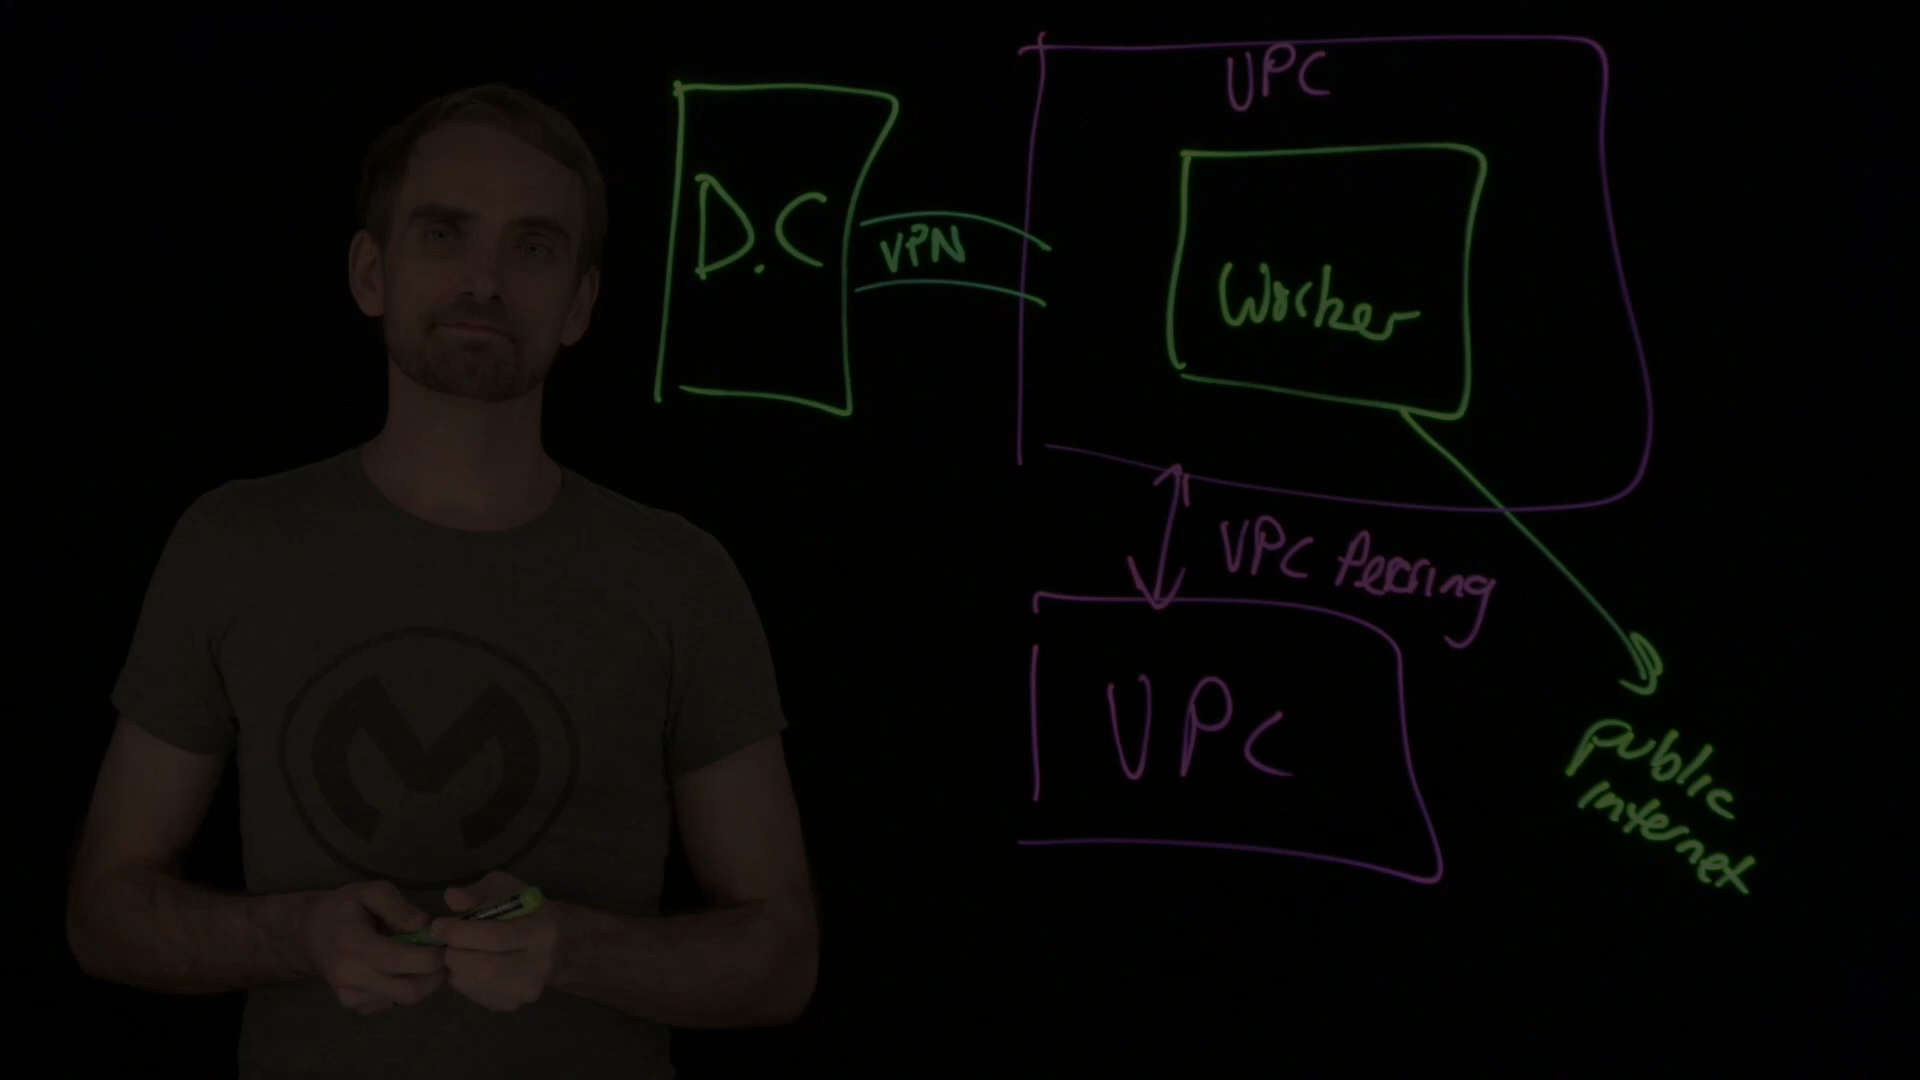 VPC
D.C
VPN
Worker
VPC Peering
VPC
public
internet